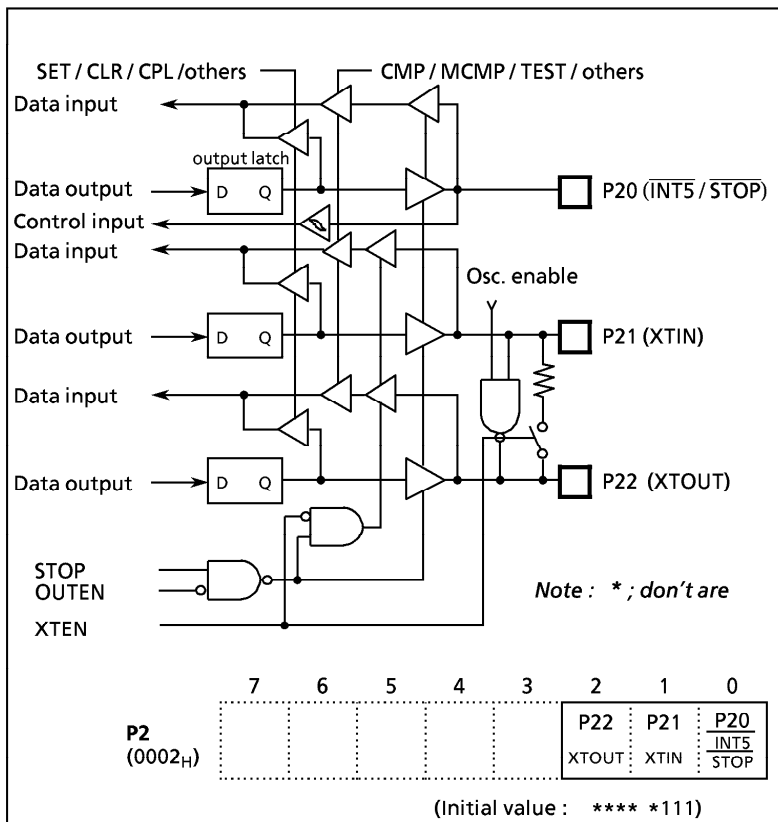 SET / CLR / CPL /others CMP / MCMP / TEST / others
Data input
output latch
Data output D Q P20 (INT5 / STOP)
Control input
Data input
Osc. enable
Data output D Q P21 (XTIN)
Data input
Data output D Q P22 (XTOUT)
STOP
OUTEN
Note : * ; don't are
XTEN
7 6 5 4 3 2 1 0
P2 P22 P21 P20
(0002H) XTOUT XTIN INT5
STOP
(Initial value : **** *111)